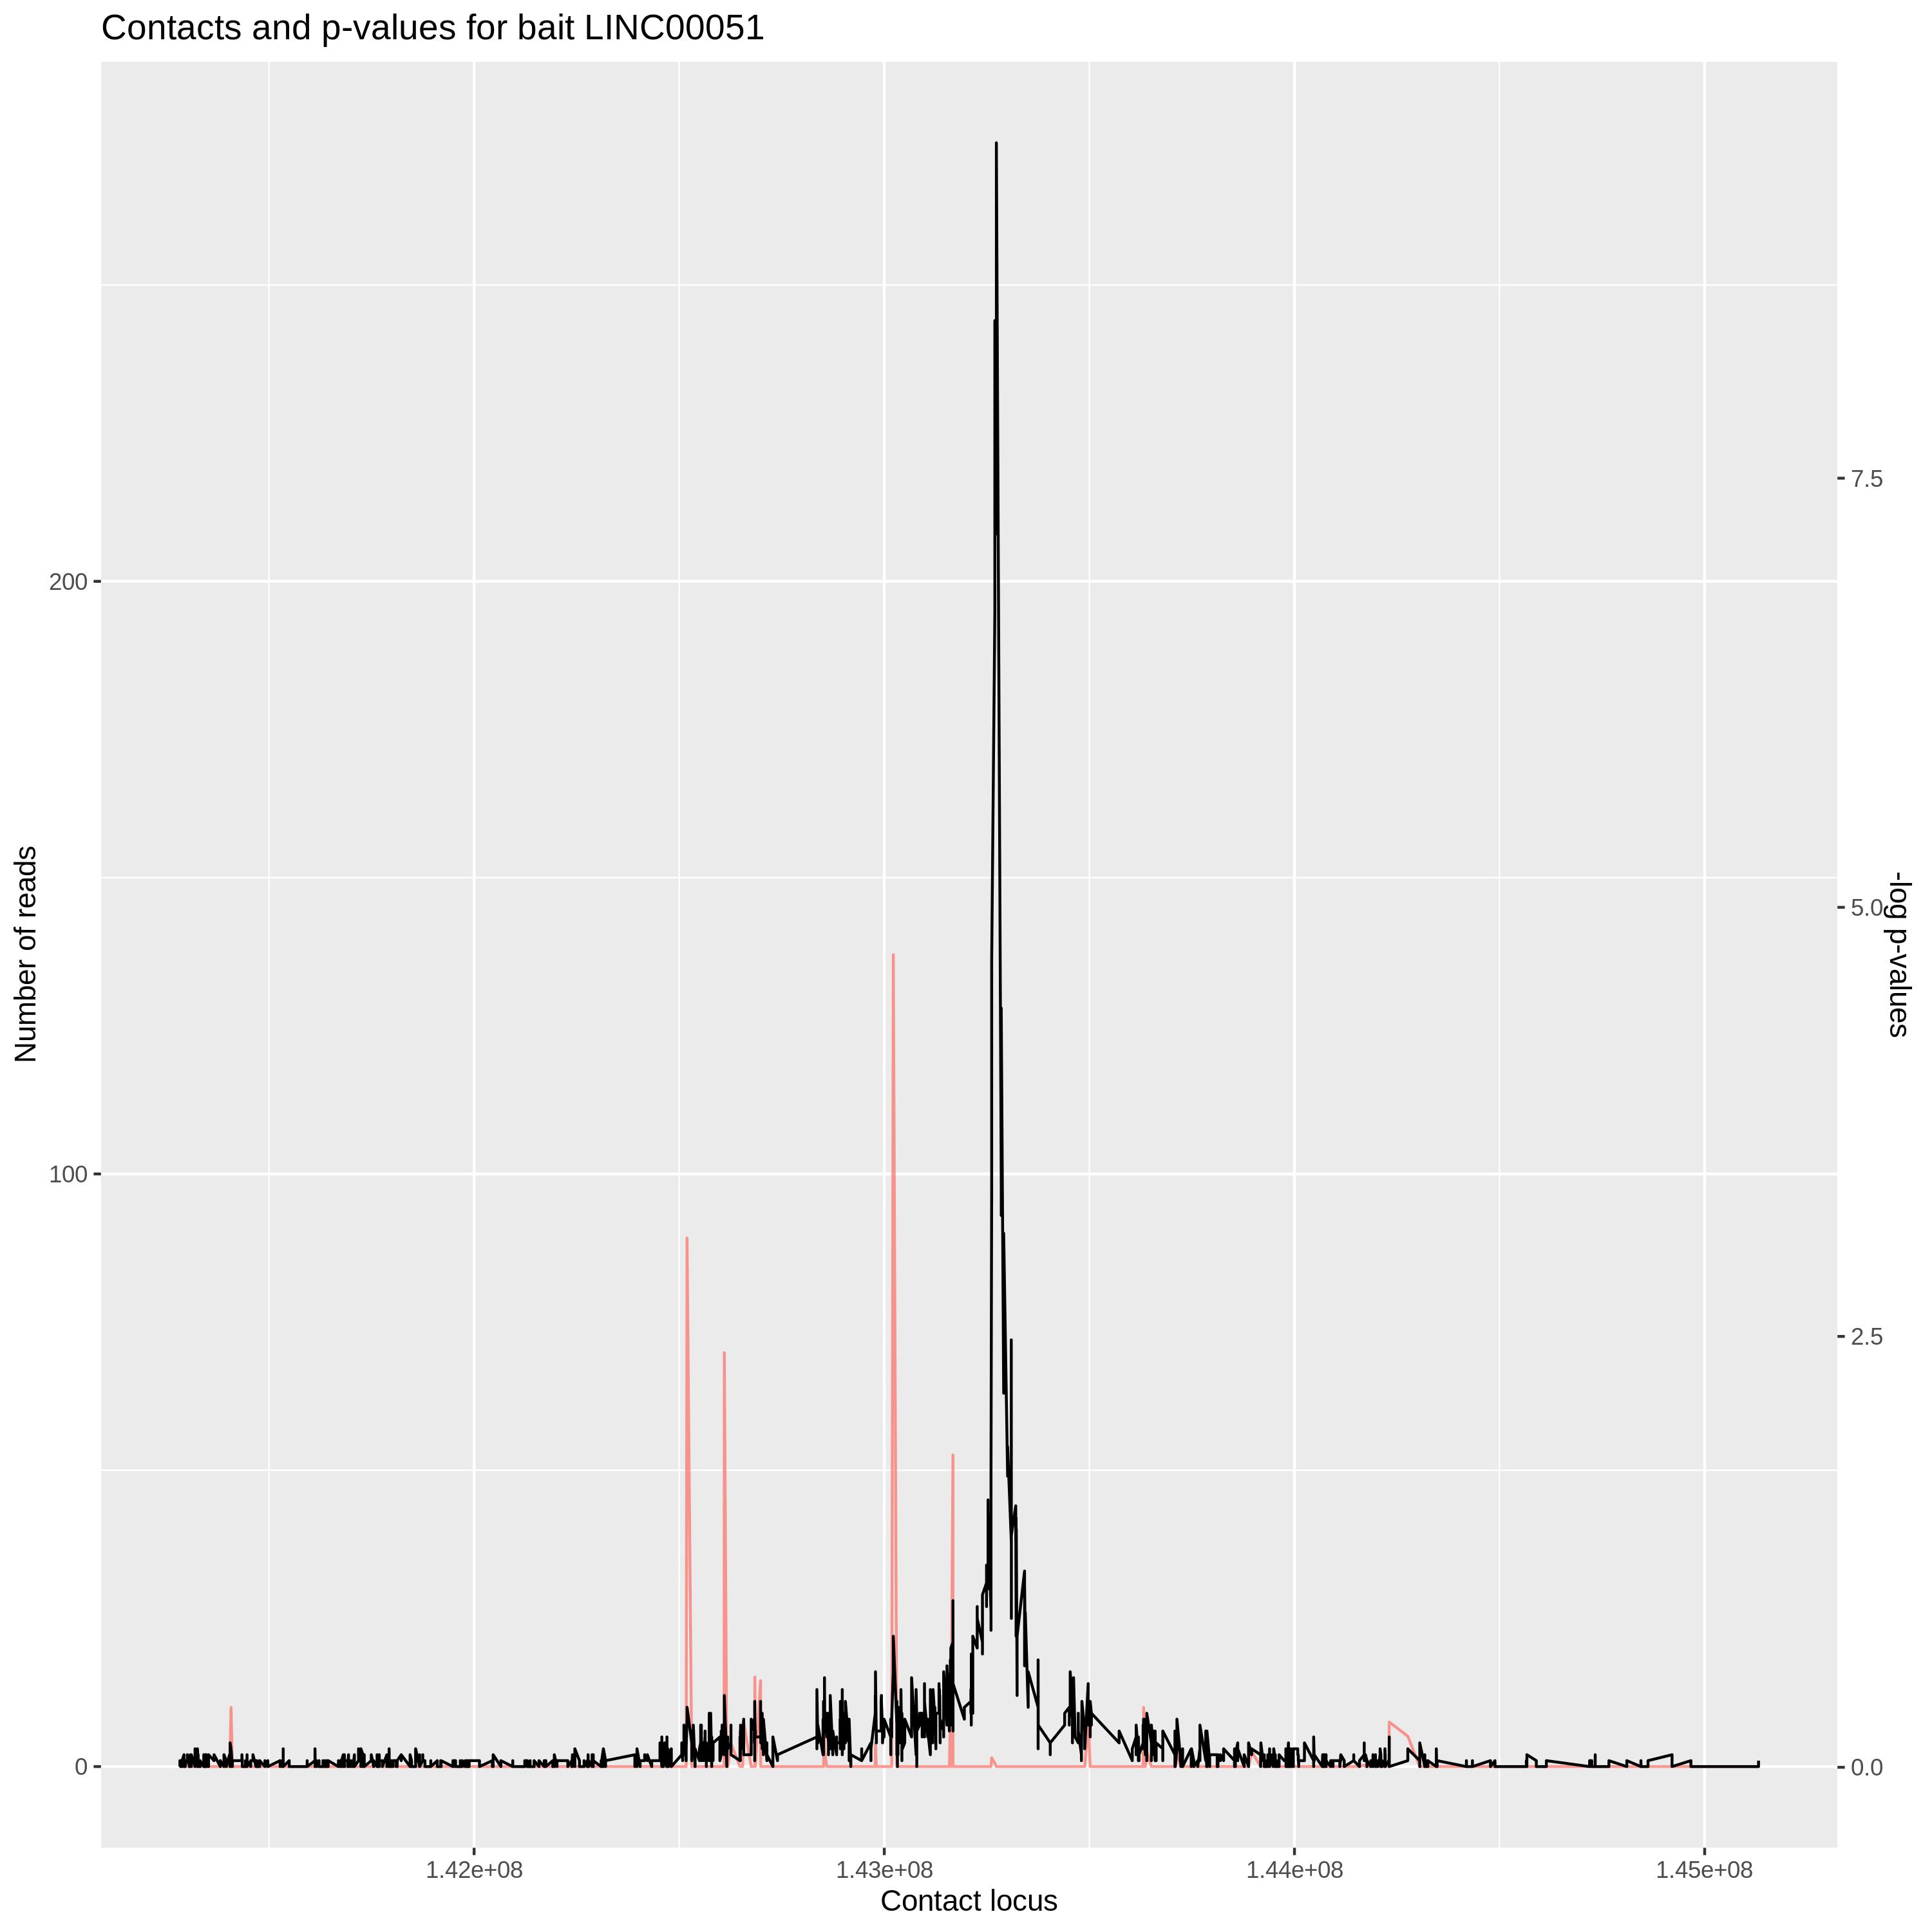 Contacts and p-values for bait LINC00051
Number of reads
200
100
0
7.5
5.0
2.5
0.0
-log p-values
1.42e+08
1.43e+08
1.44e+08
1.45e+08
Contact locus